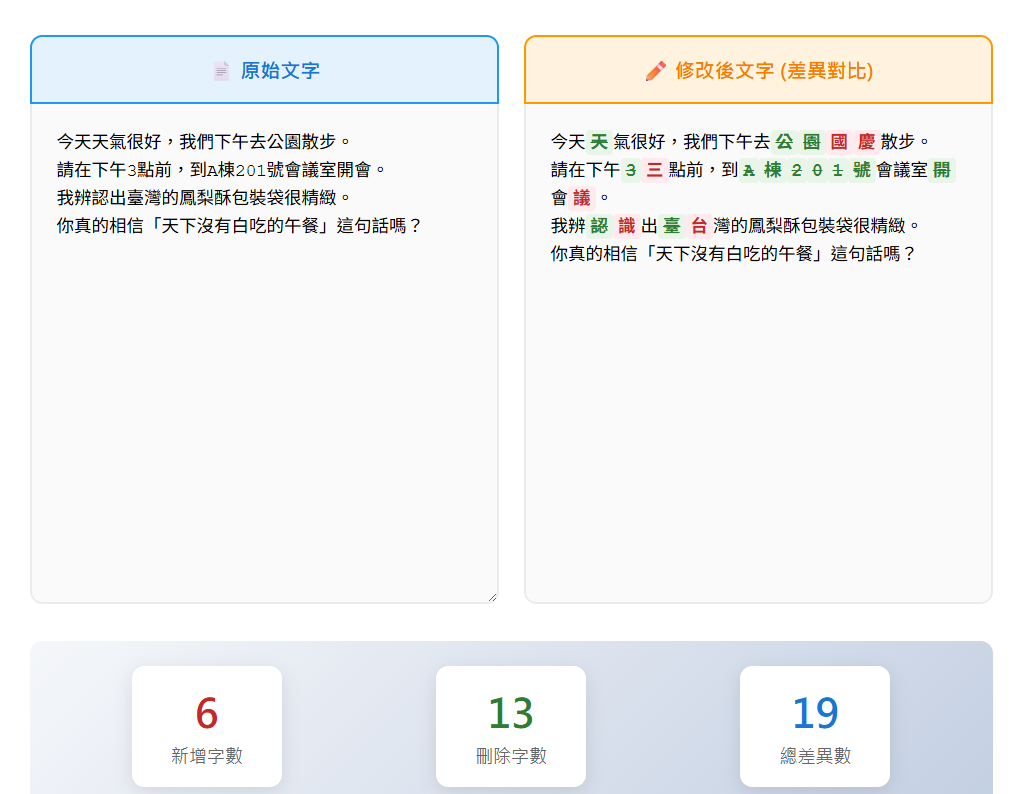 原始文字
今天天氣很好，我們下午去公園散步。
請在下午3點前，到A棟201號會議室開會。
我辨認出臺灣的鳳梨酥包裝袋很精緻。
你真的相信「天下沒有白吃的午餐」這句話嗎？
修改後文字 (差異對比)
今天天氣很好，我們下午去公園國慶散步。
請在下午3三點前，到A棟201號會議室開
會議。
我辨認識出臺台灣的鳳梨酥包裝袋很精緻。
你真的相信「天下沒有白吃的午餐」這句話嗎？
6
新增字數
13
刪除字數
19
總差異數